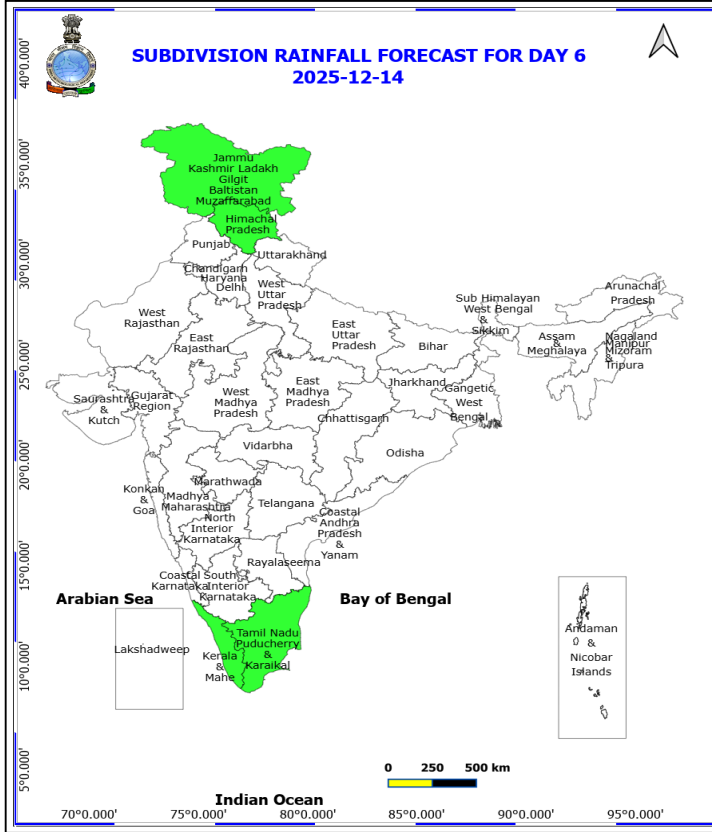 SUBDIVISION RAINFALL FORECAST FOR DAY 6
2025-12-14
40°0.000'
35°0.000'
30°0.000'
25°0.000'
20°0.000'
15°0.000'
10°0.000'
5°0.000'
Jammu
Kashmir Ladakh
Gilgit
Baltistan
Muzaffarabad
Himachal
Pradesh
Punjab
Uttarakhand
Chandigarh
Haryana
Delhi
West
Uttar
Pradesh
West
Rajasthan
East
Rajasthan
East
Uttar
Pradesh
Bihar
Sub Himalayan
West Bengal
&
Sikkim
Arunachal
Pradesh
Assam
&
Meghalaya
Nagaland
Manipur
Mizoram
&
Tripura
Saurashtra
&
Kutch
Gujarat
Region
West
Madhya
Pradesh
East
Madhya
Pradesh
Jharkhand
Gangetic
West
Bengal
Chhattisgarh
Odisha
Vidarbha
Konkan
&
Goa
Madhya
Maharashtra
Marathwada
Telangana
North
Interior
Karnataka
Coastal
Andhra
Pradesh
&
Yanam
Rayalaseema
Coastal
Karnataka
South
Interior
Karnataka
Arabian Sea
Bay of Bengal
Lakshadweep
Kerala
&
Mahe
Tamil Nadu
Puducherry
&
Karaikal
Andaman
&
Nicobar
Islands
0 250 500 km
Indian Ocean
70°0.000' 75°0.000' 80°0.000' 85°0.000' 90°0.000' 95°0.000'